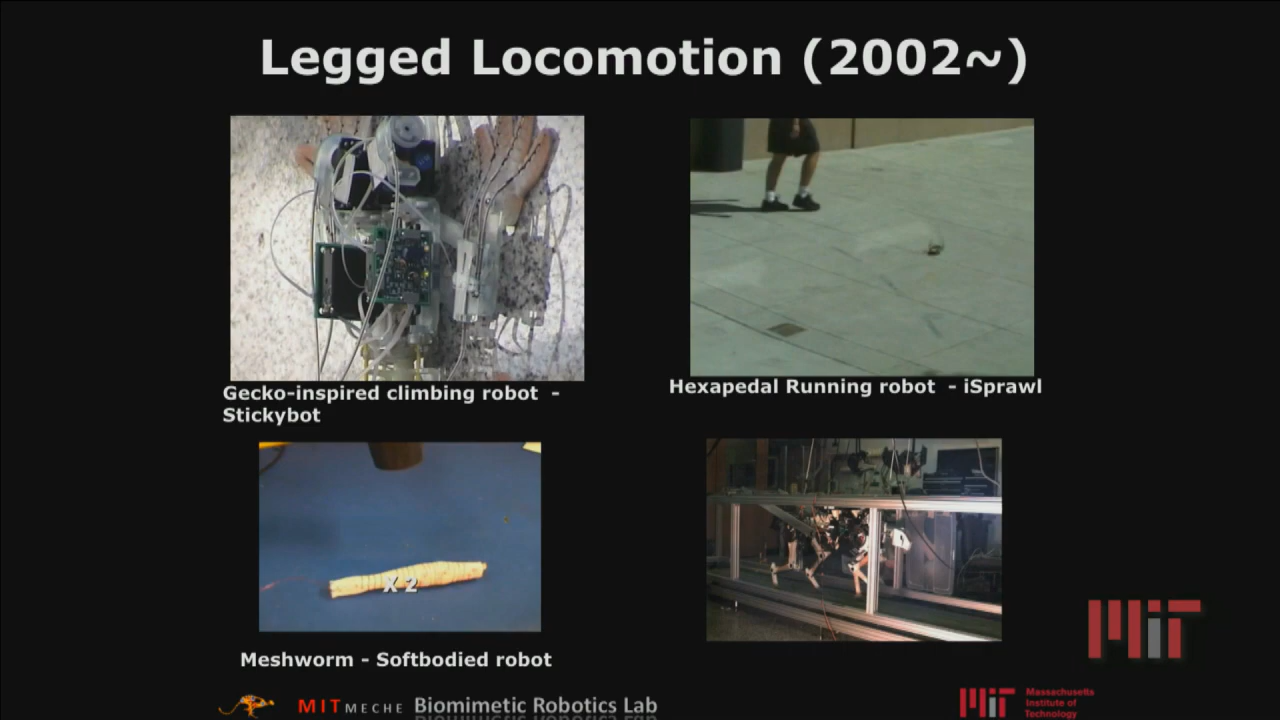 Legged Locomotion (2002~)
Gecko-inspired climbing robot -
Stickybot
Hexapedal Running robot - iSprawl
X 2
Meshworm - Softbodied robot
MIT
MIT MECHE Biomimetic Robotics Lab
MIT Massachusetts
Institute of
Technology